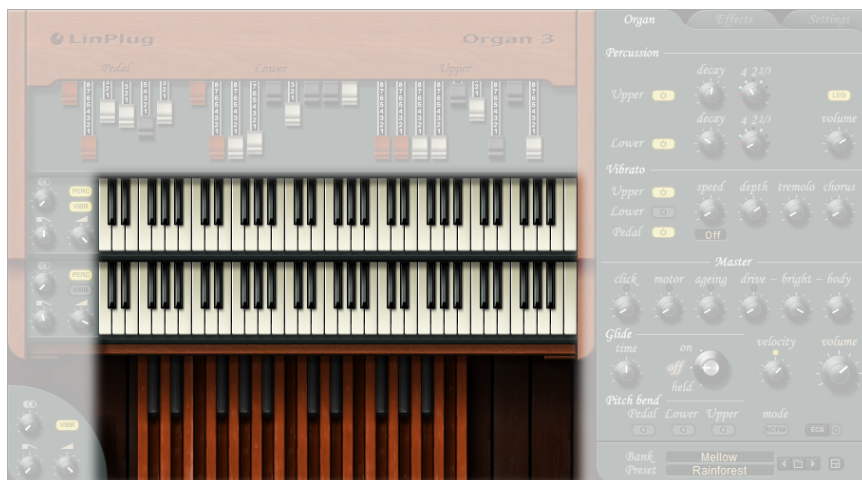 Organ Effects Settings
LinPlug Organ 3
Pedal Lower Upper
Percussion
decay 4 2 2/3
Upper LEG
decay 4 2 2/3 volume
Lower
Vibrato
Upper speed depth tremolo chorus
Lower
Pedal Off
PERC
VIBR
Master
click motor ageing drive – bright – body
PERC
VIBR
Glide
time on velocity volume
off
held
Pitch bend
Pedal Lower Upper mode
NORM
VIBR
Bank Mellow
Preset Rainforest